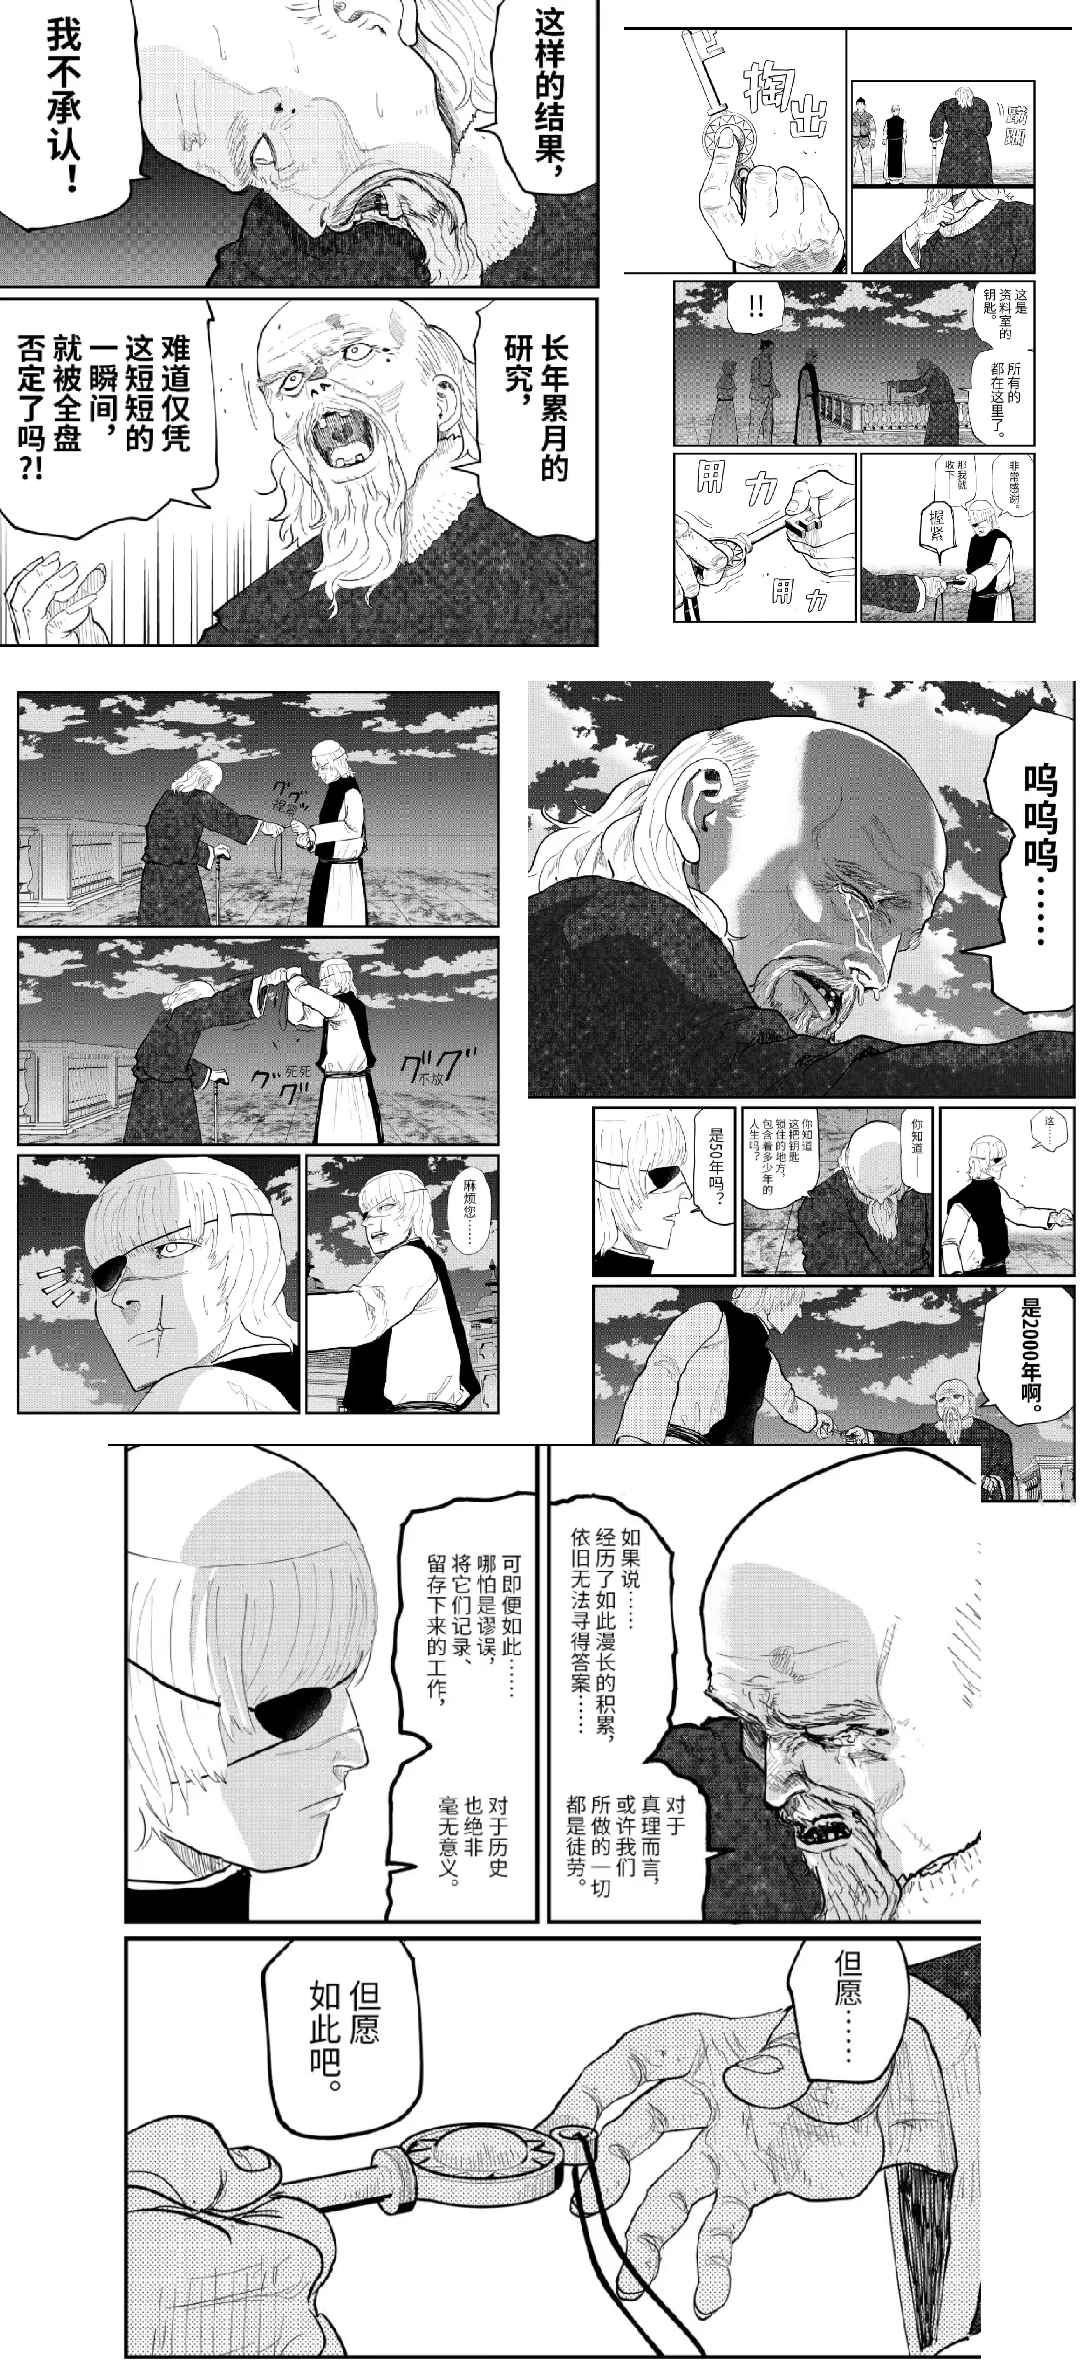 这样的结果，
我不承认！
长年累月的
研究，
难道仅凭
这短短的
一瞬间，
就被全盘
否定了吗
?!
蹒跚
掏出
这是
资料室的
钥匙。
所有的
都在这里了。
!!
非常感谢。
那我就
收下
握紧
用力
用力
ググッ
グググ
死死
グググ
不放
麻烦您……
呜呜呜……
这……
你知道——
你知道
这把钥匙
锁住的地方，
包含着多少年的
人生吗？
是50年吗？
是2000年啊。
如果说……
经历了如此漫长的积累，
依旧无法寻得答案……
对于
真理而言，
或许我们
所做的一切
都是徒劳。
可即便如此……
哪怕是谬误，
将它们记录、
留存下来的工作，
对于历史
也绝非
毫无意义。
但愿……
但愿
如此吧。